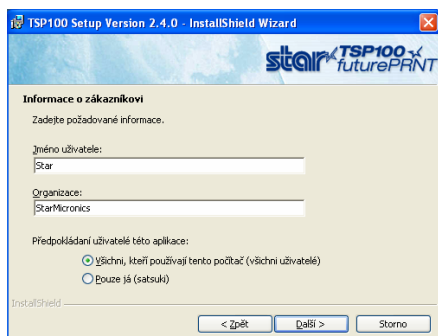 TSP100 Setup Version 2.4.0 - InstallShield Wizard
star TSP100
futurePRNT
Informace o zákazníkovi
Zadejte požadované informace.
Jméno uživatele:
Star
Organizace:
StarMicronics
Předpokládaní uživatelé této aplikace:
Všichni, kteří používají tento počítač (všichni uživatelé)
Pouze já (satsuki)
InstallShield
< Zpět Další > Storno